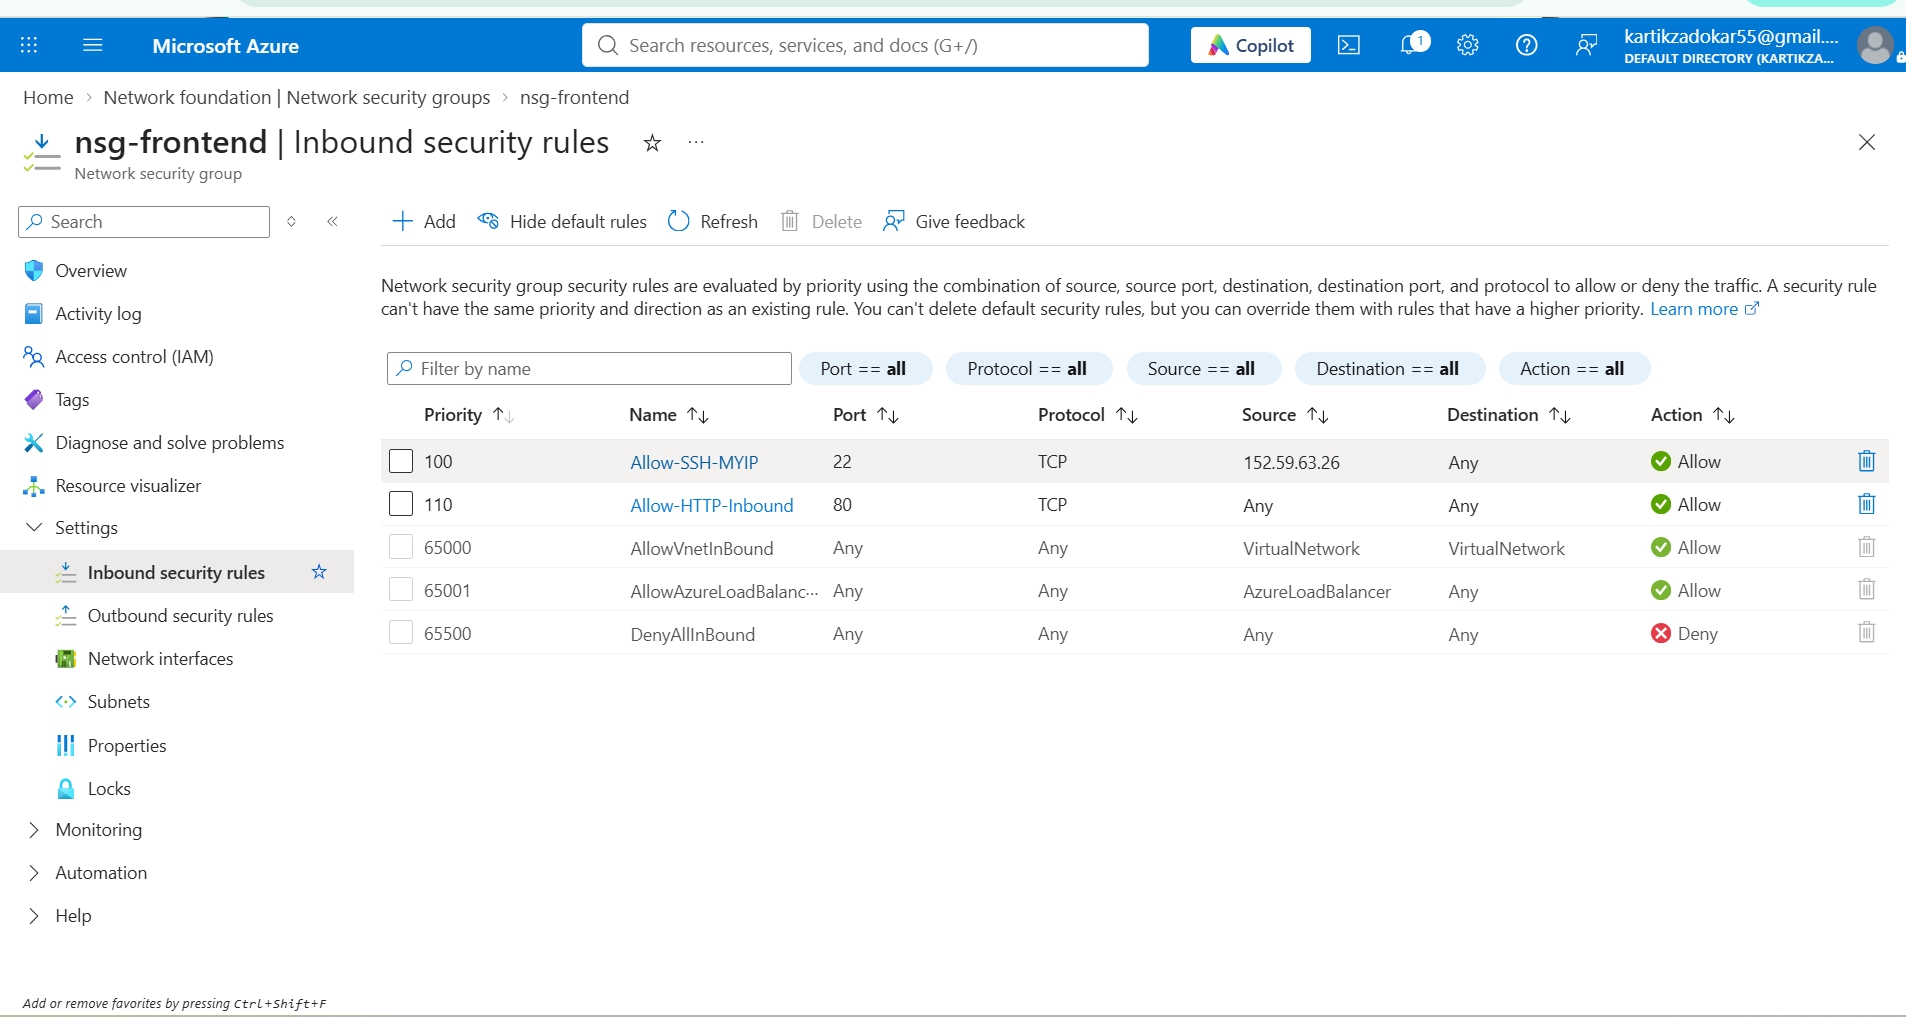 Microsoft Azure
Search resources, services, and docs (G+/)
Copilot
1
kartikzadokar55@gmail....
DEFAULT DIRECTORY (KARTIKZA...
Home > Network foundation | Network security groups > nsg-frontend
nsg-frontend | Inbound security rules
Network security group
Search
Add Hide default rules Refresh Delete Give feedback
Overview
Activity log
Access control (IAM)
Tags
Diagnose and solve problems
Resource visualizer
Settings
Inbound security rules
Outbound security rules
Network interfaces
Subnets
Properties
Locks
Monitoring
Automation
Help
Add or remove favorites by pressing Ctrl+Shift+F
Network security group security rules are evaluated by priority using the combination of source, source port, destination, destination port, and protocol to allow or deny the traffic. A security rule
can't have the same priority and direction as an existing rule. You can't delete default security rules, but you can override them with rules that have a higher priority. Learn more
Filter by name Port == all Protocol == all Source == all Destination == all Action == all
Priority Name Port Protocol Source Destination Action
100 Allow-SSH-MYIP 22 TCP 152.59.63.26 Any Allow
110 Allow-HTTP-Inbound 80 TCP Any Any Allow
65000 AllowVnetInBound Any Any VirtualNetwork VirtualNetwork Allow
65001 AllowAzureLoadBalanc... Any Any AzureLoadBalancer Any Allow
65500 DenyAllInBound Any Any Any Any Deny